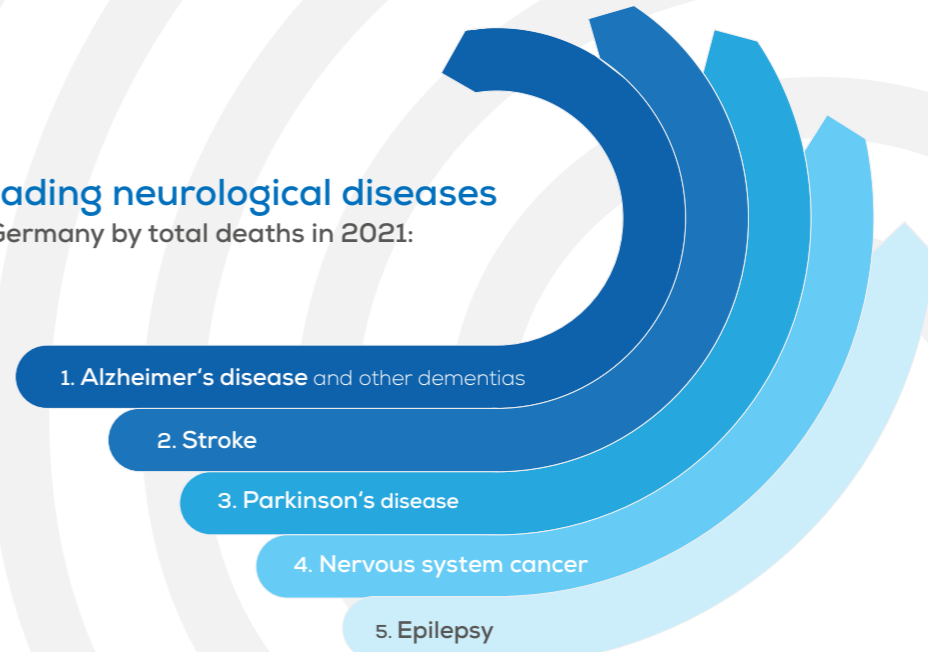 ading neurological diseases
Germany by total deaths in 2021:
1. Alzheimer's disease and other dementias
2. Stroke
3. Parkinson's disease
4. Nervous system cancer
5. Epilepsy